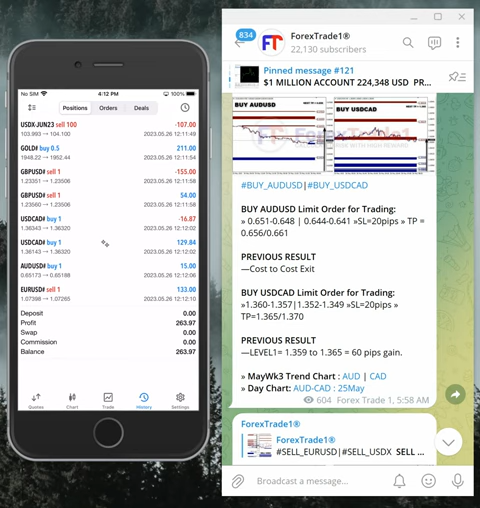 No SIM
4:12 PM
100%
Positions
Orders
Deals
USDX-JUN23 sell 100
-107.00
103.993 → 104.100
2023.05.26 12:11:49
GOLD# buy 0.5
211.00
1948.22 → 1952.44
2023.05.26 12:11:54
GBPUSD# sell 1
-155.00
1.23351 → 1.23506
2023.05.26 12:11:58
GBPUSD# sell 1
54.00
1.23560 → 1.23506
2023.05.26 12:11:58
USDCAD# buy 1
-16.87
1.36343 → 1.36320
2023.05.26 12:12:02
USDCAD# buy 1
129.84
1.36143 → 1.36320
2023.05.26 12:12:02
AUDUSD# buy 1
15.00
0.65173 → 0.65188
2023.05.26 12:12:06
EURUSD# sell 1
133.00
1.07398 → 1.07265
2023.05.26 12:12:10
Deposit
0.00
Profit
263.97
Swap
0.00
Commission
0.00
Balance
263.97
Quotes
Chart
Trade
History
Settings
834
FT
ForexTrade1®
22,130 subscribers
Pinned message #121
$1 MILLION ACCOUNT 224,348 USD PR...
BUY AUDUSD
BUY USDCAD
ForexTrade1
RISK WITH HIGH REWARD
#BUY_AUDUSD|#BUY_USDCAD
BUY AUDUSD Limit Order for Trading:
» 0.651-0.648 | 0.644-0.641 »SL=20pips » TP =
0.656/0.661
PREVIOUS RESULT
—Cost to Cost Exit
BUY USDCAD Limit Order for Trading:
»1.360-1.357|1.352-1.349 »SL=20pips »
TP=1.365/1.370
PREVIOUS RESULT
—LEVEL1= 1.359 to 1.365 = 60 pips gain.
» MayWk3 Trend Chart : AUD | CAD
» Day Chart: AUD-CAD : 25May
604 Forex Trade 1, 5:58 AM
ForexTrade1®
ForexTrade1®
#SELL_EURUSD|#SELL_USDX SELL ...
Broadcast a message...